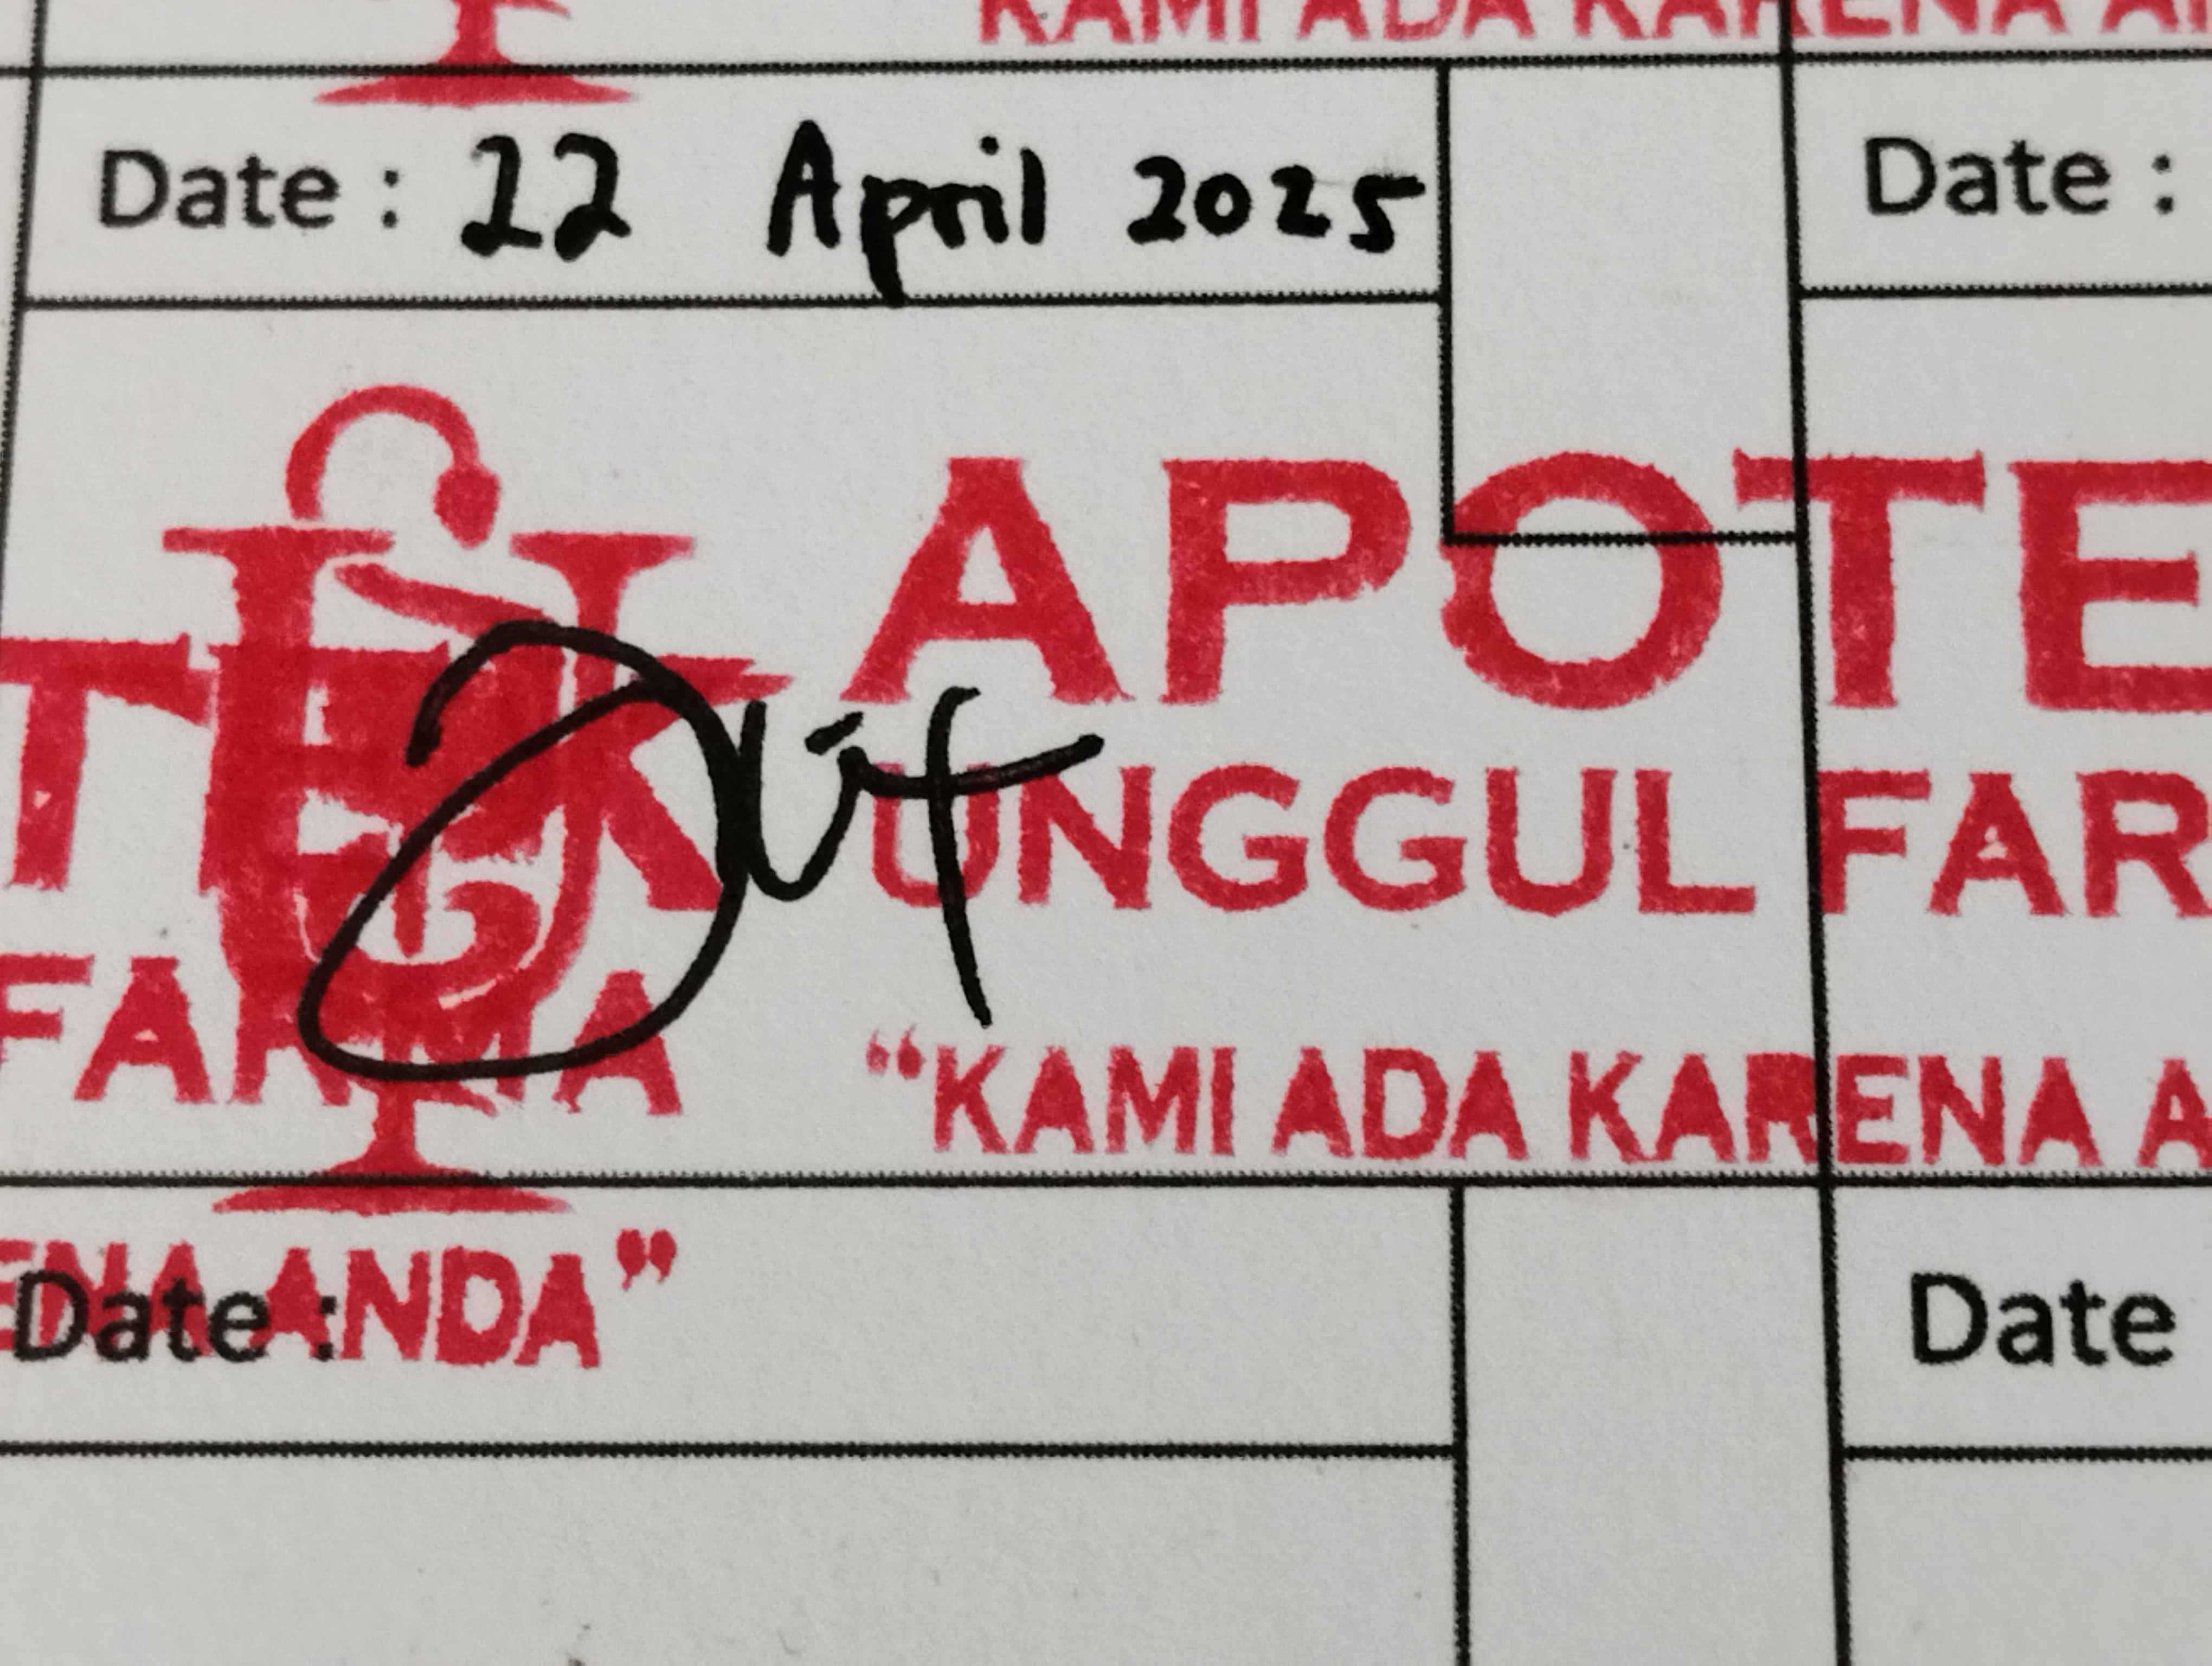 KAMI ADA KARENA A
Date : 22 April 2025
Date :
APOTE
TEK
UNGGUL FAR
FARMA
“KAMI ADA KARENA A
ENA ANDA”
Date :
Date